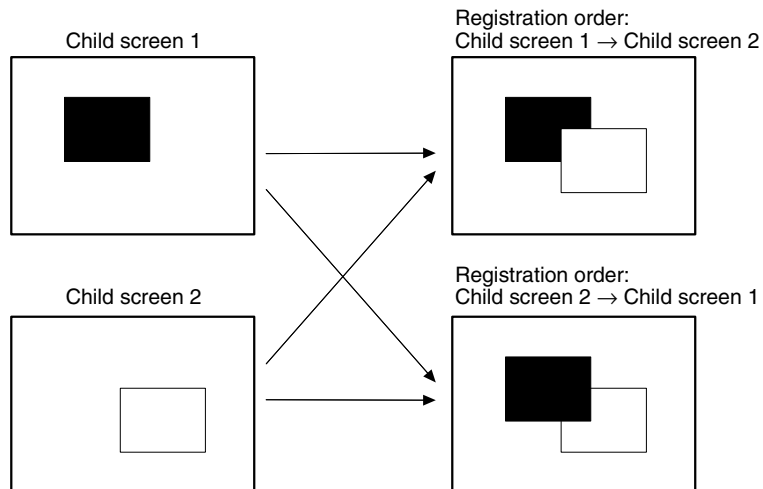 Child screen 1
Registration order:
Child screen 1 → Child screen 2
Child screen 2
Registration order:
Child screen 2 → Child screen 1